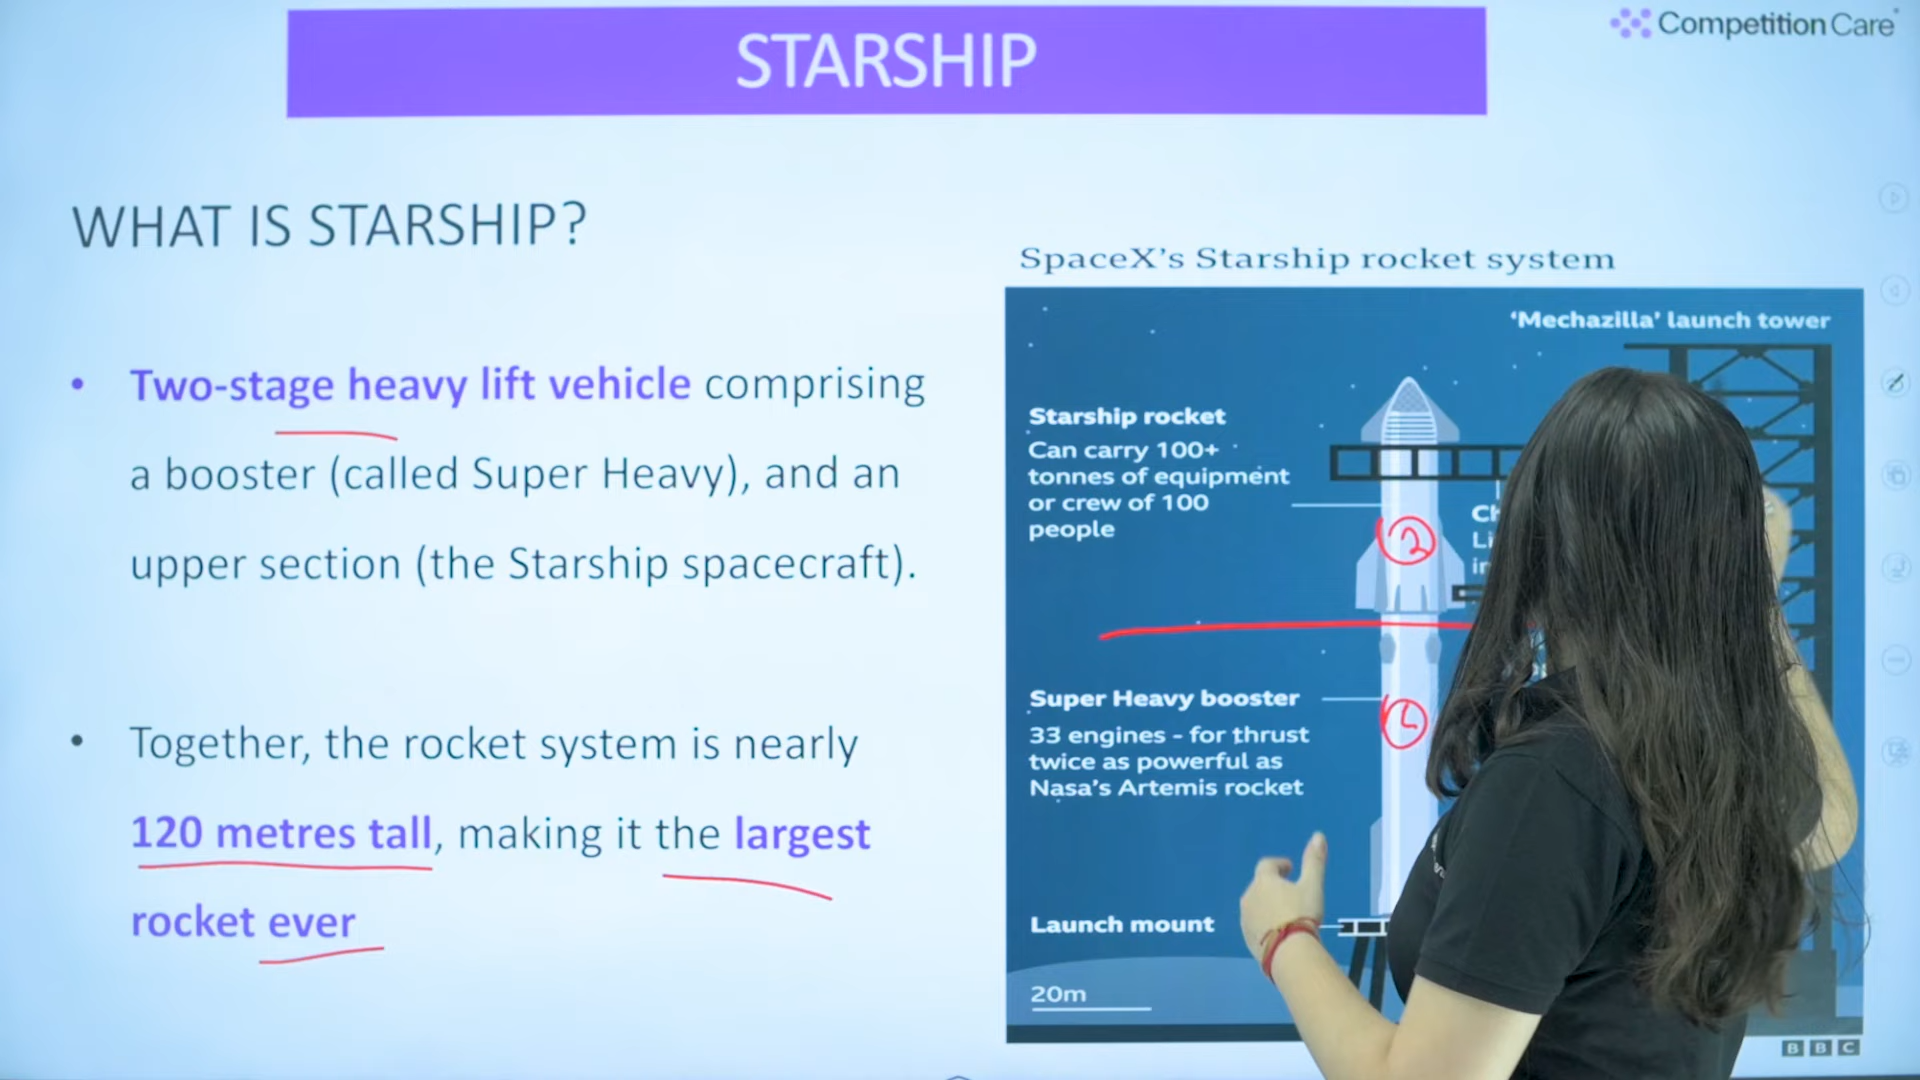 STARSHIP
Competition Care
WHAT IS STARSHIP?
• Two-stage heavy lift vehicle comprising
a booster (called Super Heavy), and an
upper section (the Starship spacecraft).
• Together, the rocket system is nearly
120 metres tall, making it the largest
rocket ever
SpaceX's Starship rocket system
'Mechazilla' launch tower
Starship rocket
Can carry 100+
tonnes of equipment
or crew of 100
people
2
Super Heavy booster
33 engines - for thrust
twice as powerful as
Nasa's Artemis rocket
Launch mount
20m
BBC